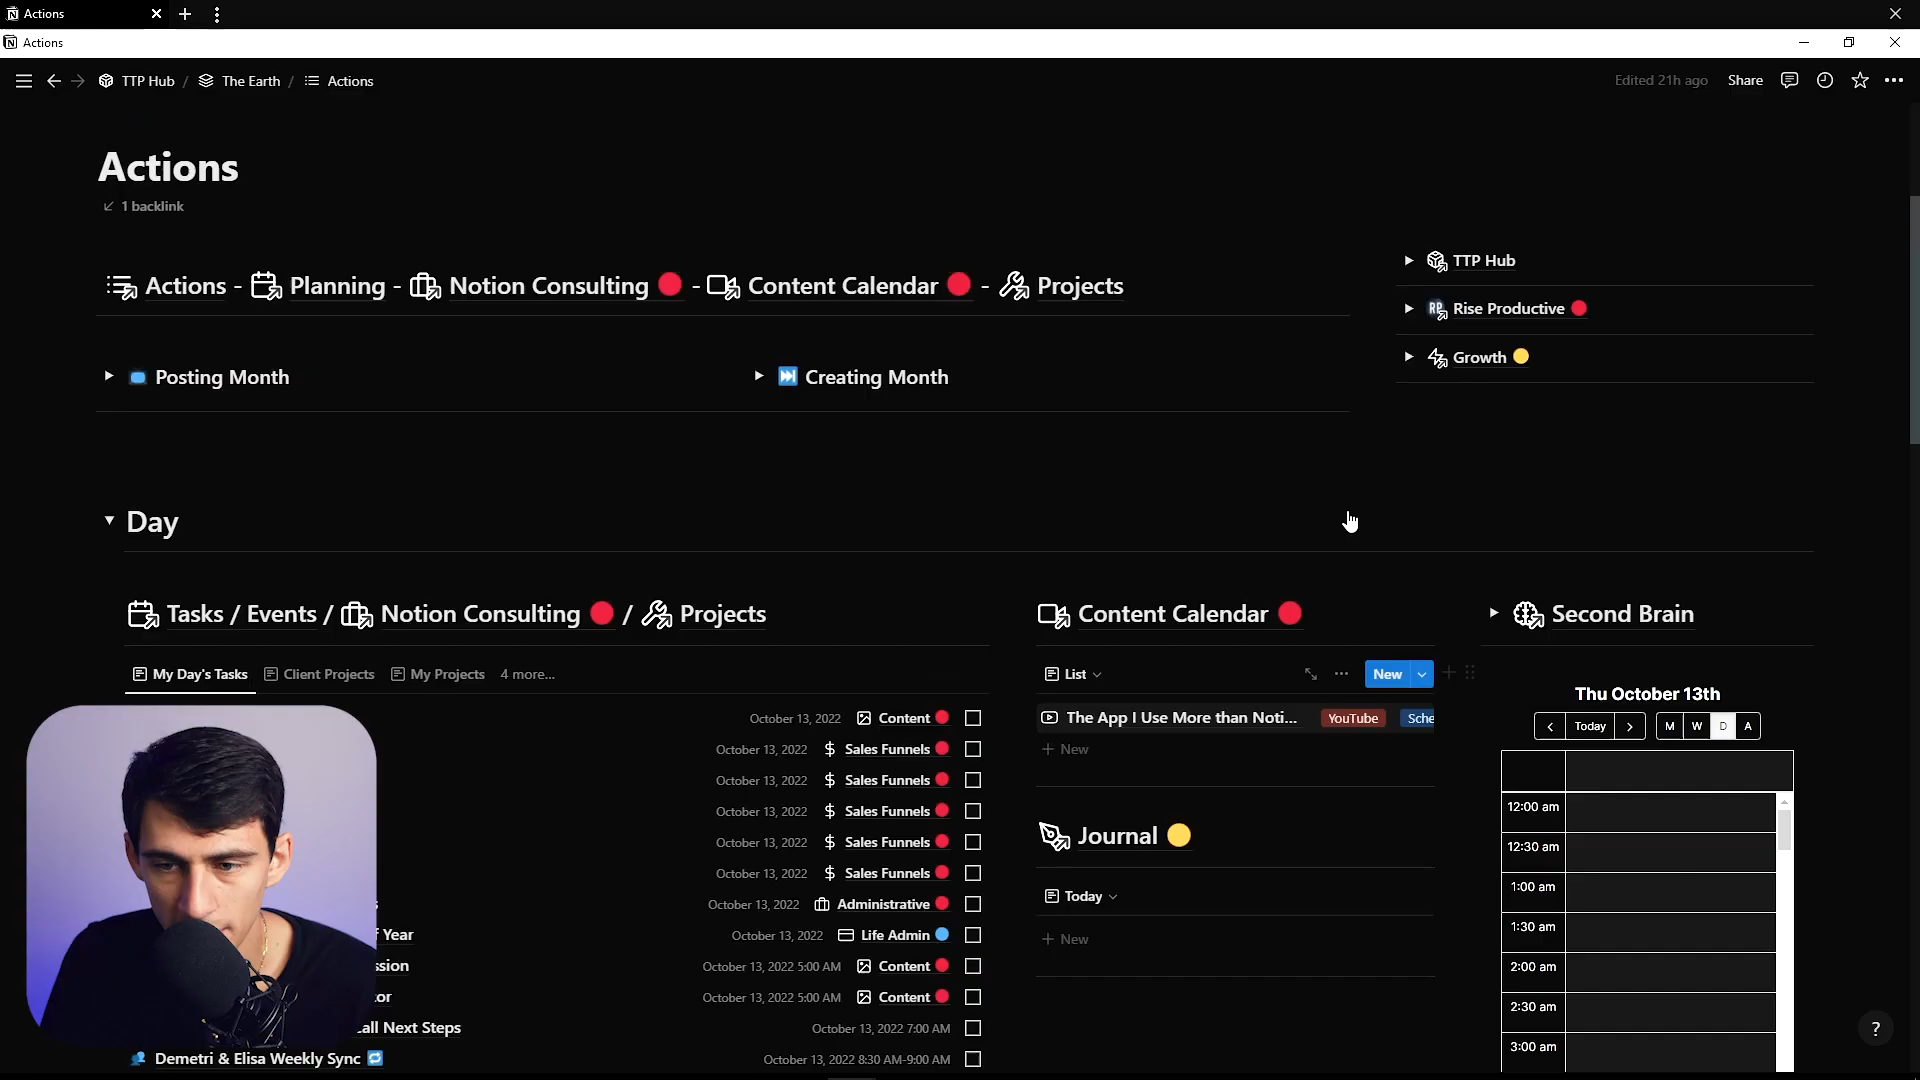 Actions
Actions
TTP Hub / The Earth / Actions
Edited 21h ago Share
Actions
1 backlink
Actions - Planning - Notion Consulting - Content Calendar - Projects
TTP Hub
Rise Productive
Growth
Posting Month
Creating Month
Day
Tasks / Events / Notion Consulting / Projects
My Day's Tasks Client Projects My Projects 4 more...
October 13, 2022 Content
October 13, 2022 Sales Funnels
October 13, 2022 Sales Funnels
October 13, 2022 Sales Funnels
October 13, 2022 Sales Funnels
October 13, 2022 Sales Funnels
October 13, 2022 Administrative
Year October 13, 2022 Life Admin
ssion October 13, 2022 5:00 AM Content
tor October 13, 2022 5:00 AM Content
Call Next Steps October 13, 2022 7:00 AM
Demetri & Elisa Weekly Sync October 13, 2022 8:30 AM-9:00 AM
Content Calendar
List New
The App I Use More than Noti... YouTube Sche
+ New
Journal
Today
+ New
Second Brain
Thu October 13th
< Today > M W D A
12:00 am
12:30 am
1:00 am
1:30 am
2:00 am
2:30 am
3:00 am
?